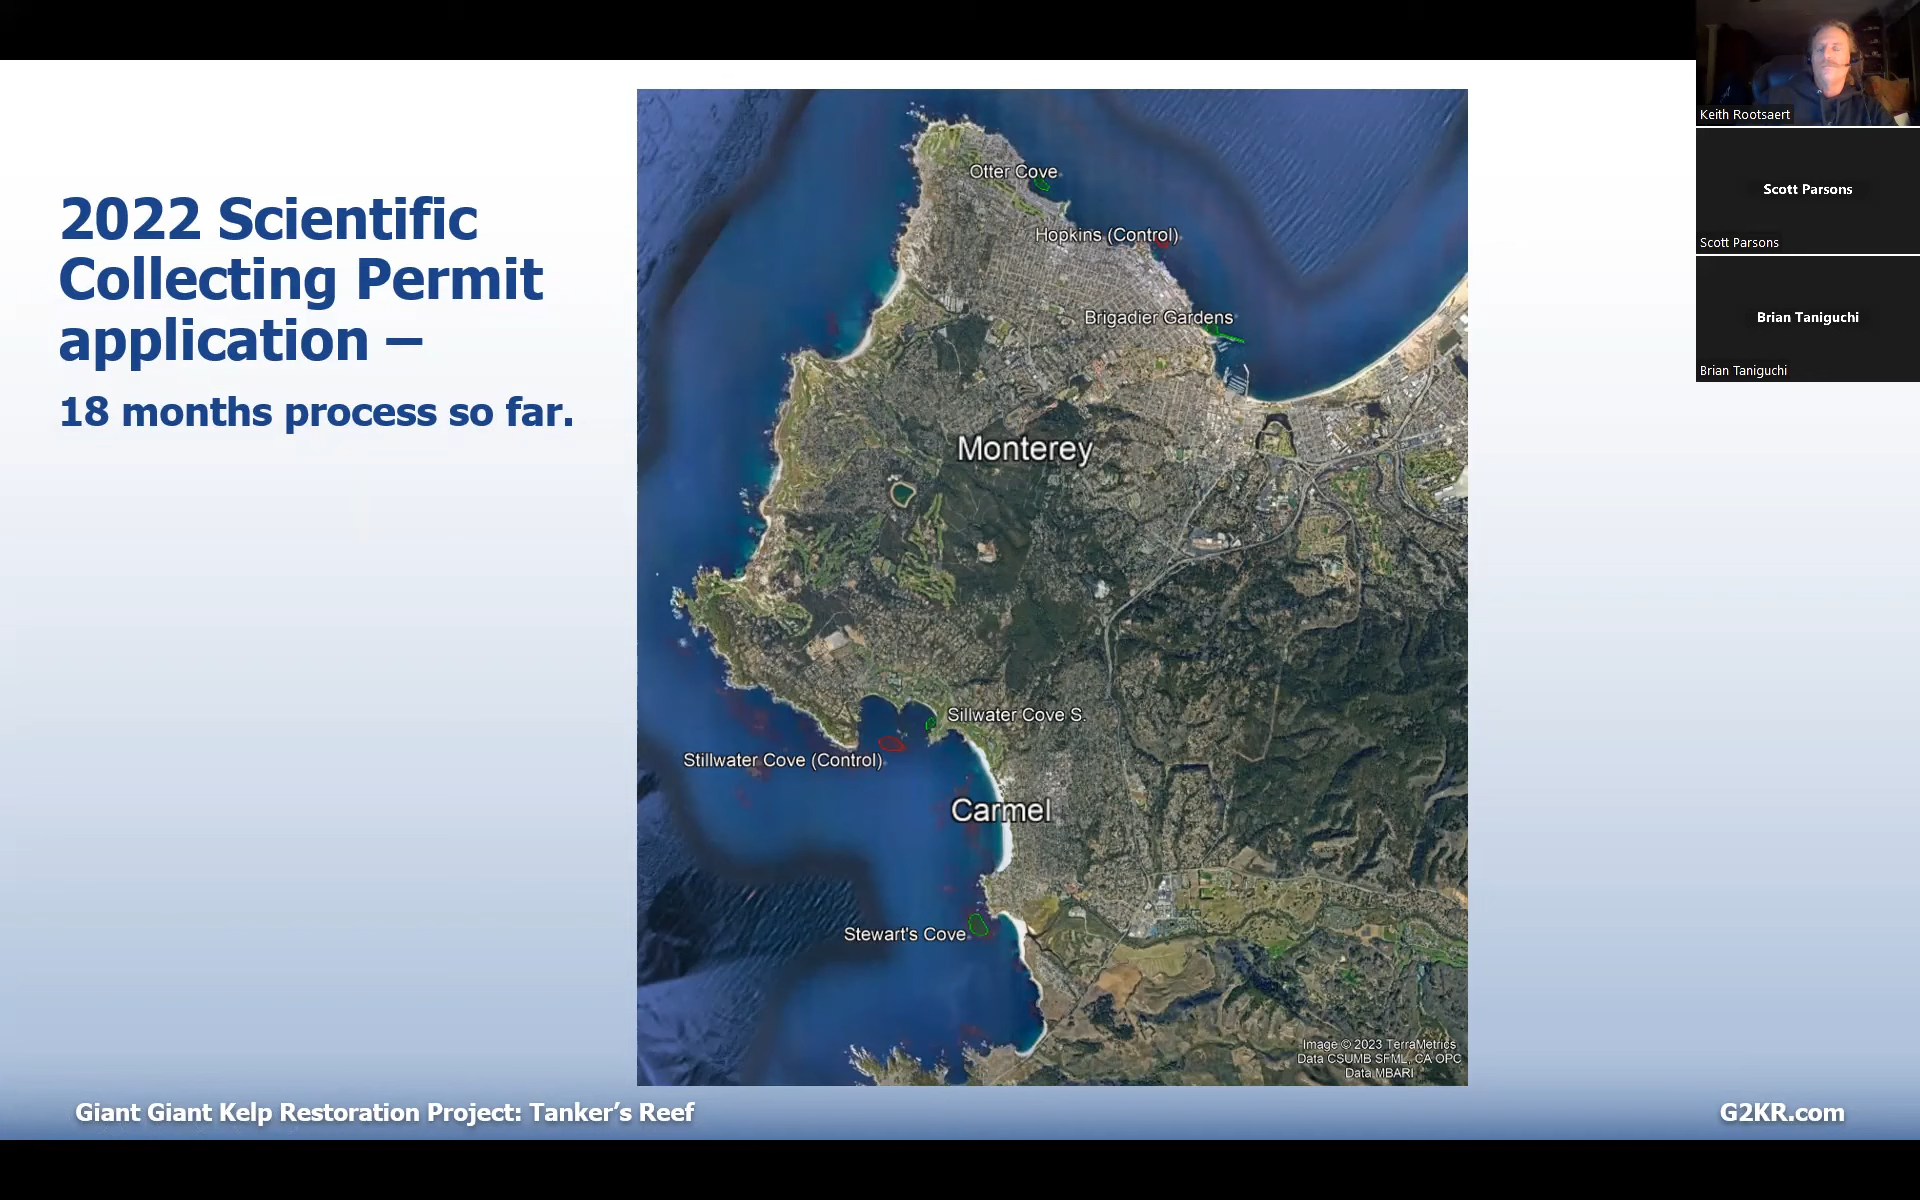 2022 Scientific
Collecting Permit
application –
18 months process so far.
Otter Cove
Hopkins (Control)
Brigadier Gardens
Monterey
Sillwater Cove S.
Stillwater Cove (Control)
Carmel
Stewart's Cove
Image © 2023 TerraMetrics
Data CSUMB SFML, CA OPC
Data MBARI
Giant Giant Kelp Restoration Project: Tanker’s Reef
G2KR.com
Keith Rootsaert
Scott Parsons
Scott Parsons
Brian Taniguchi
Brian Taniguchi